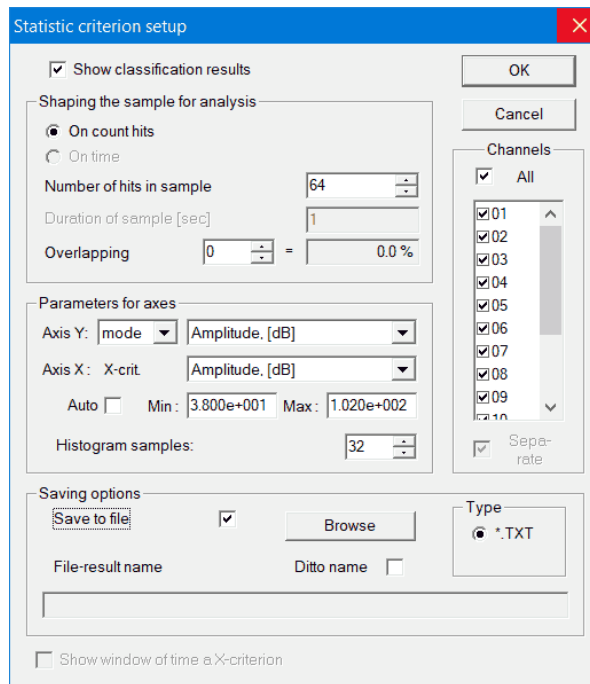 Statistic criterion setup
Show classification results
OK
Cancel
Shaping the sample for analysis
On count hits
On time
Number of hits in sample 64
Duration of sample [sec] 1
Overlapping 0 = 0.0 %
Channels
All
01
02
03
04
05
06
07
08
09
10
Sepa-
rate
Parameters for axes
Axis Y: mode Amplitude, [dB]
Axis X : X-crit. Amplitude, [dB]
Auto Min : 3.800e+001 Max : 1.020e+002
Histogram samples: 32
Saving options
Save to file Browse
Type
*.TXT
File-result name Ditto name
Show window of time a X-criterion